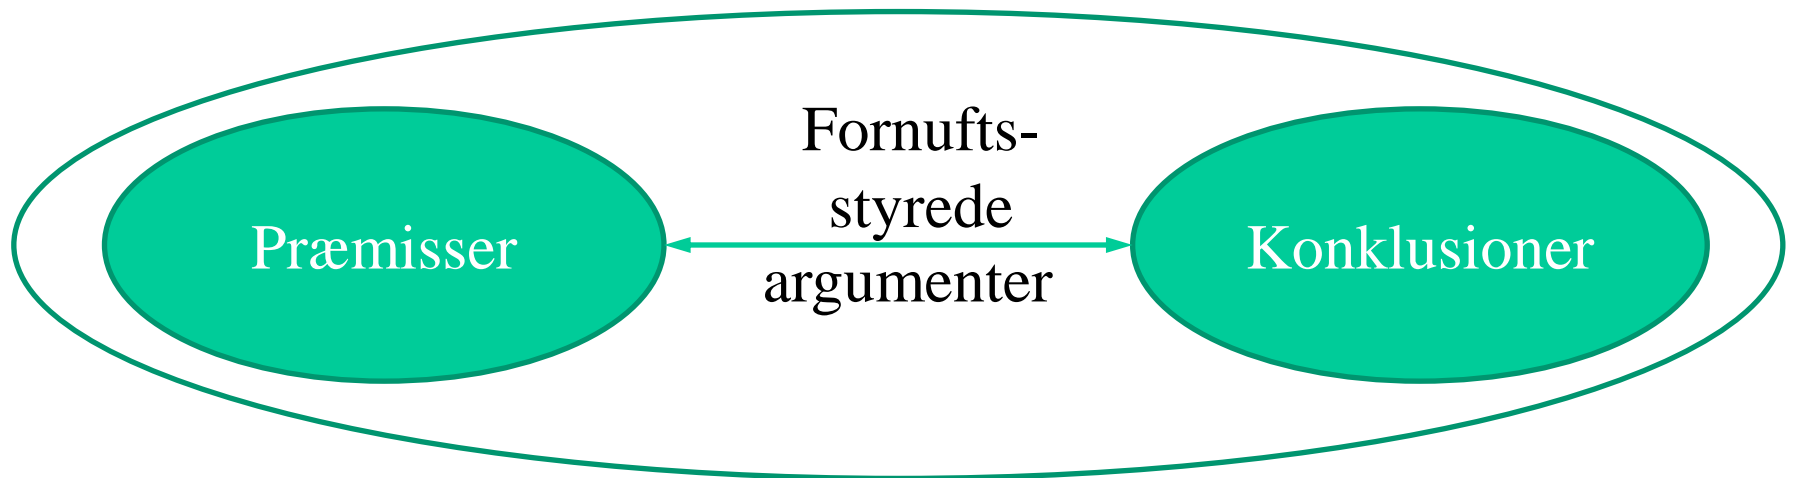 Præmisser
Fornufts-
styrede
argumenter
Konklusioner